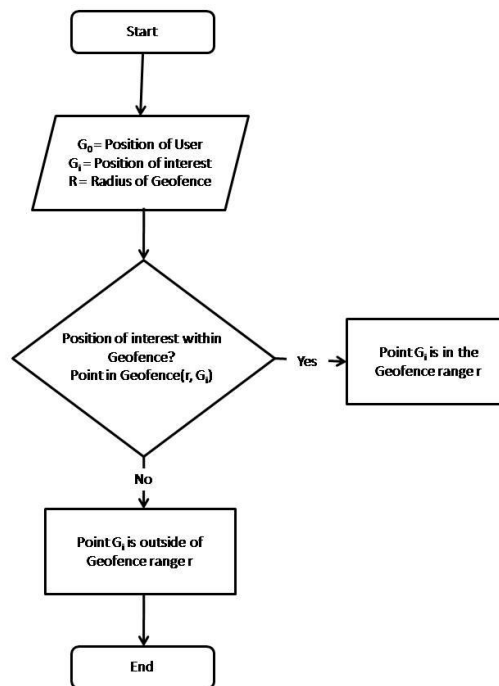 Start
G₀ = Position of User
Gᵢ = Position of interest
R = Radius of Geofence
Position of interest within
Geofence?
Point in Geofence(r, Gᵢ)
Yes
Point Gᵢ is in the
Geofence range r
No
Point Gᵢ is outside of
Geofence range r
End